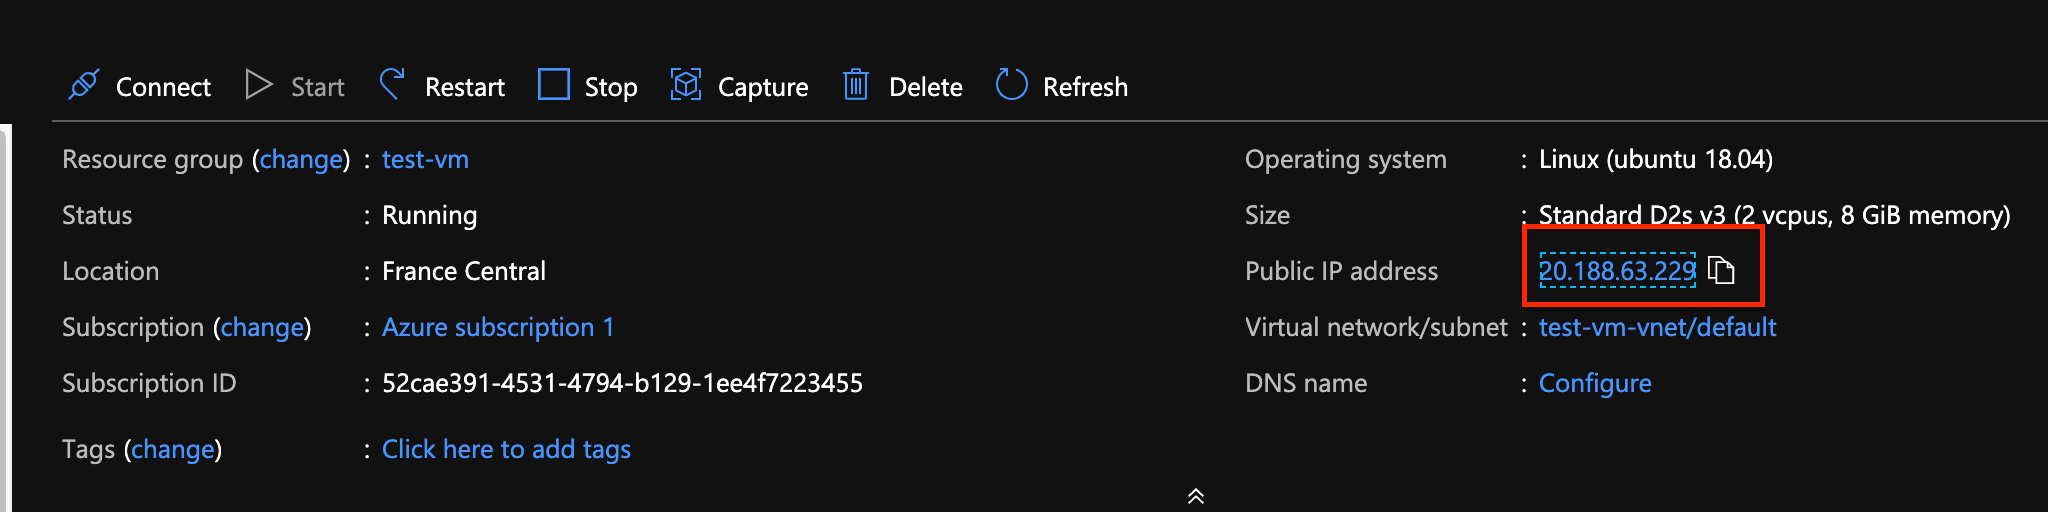 Connect Start Restart Stop Capture Delete Refresh
Resource group (change) : test-vm
Status : Running
Location : France Central
Subscription (change) : Azure subscription 1
Subscription ID : 52cae391-4531-4794-b129-1ee4f7223455
Tags (change) : Click here to add tags
Operating system : Linux (ubuntu 18.04)
Size : Standard D2s v3 (2 vcpus, 8 GiB memory)
Public IP address 20.188.63.229
Virtual network/subnet : test-vm-vnet/default
DNS name : Configure